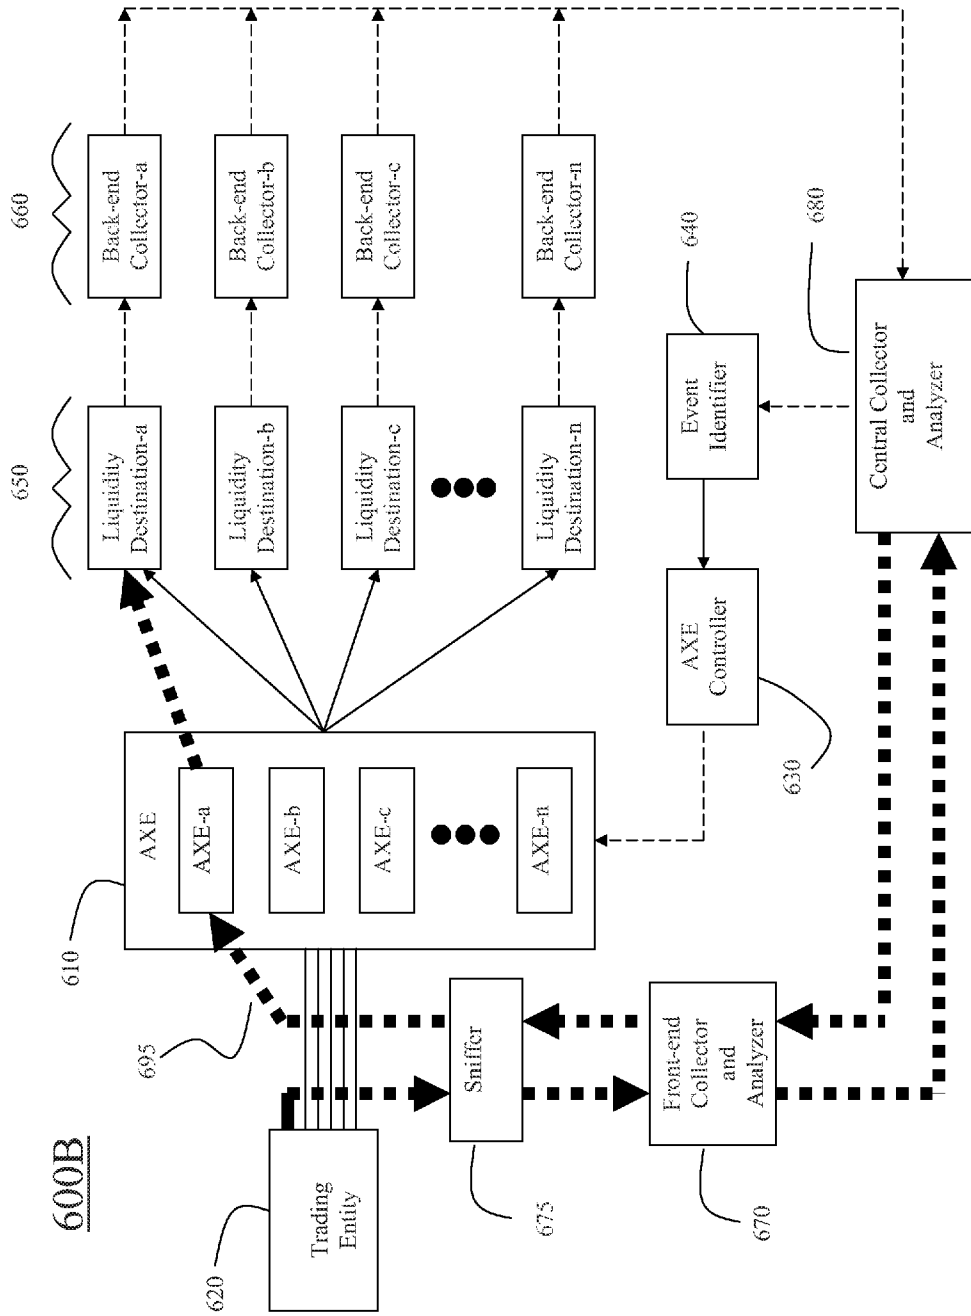 600B
620
Trading
Entity
695
610
AXE
AXE-a
AXE-b
AXE-c
AXE-n
650
Liquidity
Destination-a
Liquidity
Destination-b
Liquidity
Destination-c
Liquidity
Destination-n
660
Back-end
Collector-a
Back-end
Collector-b
Back-end
Collector-c
Back-end
Collector-n
675
Sniffer
670
Front-end
Collector
and
Analyzer
630
AXE
Controller
640
Event
Identifier
680
Central Collector
and
Analyzer